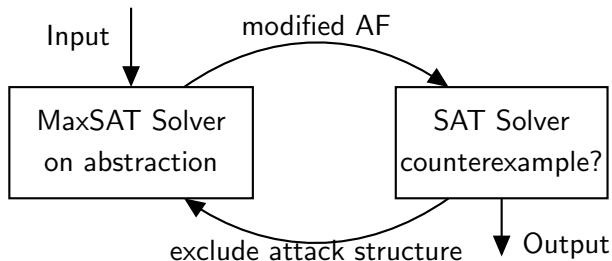 Input
modified AF
MaxSAT Solver
on abstraction
SAT Solver
counterexample?
exclude attack structure
Output